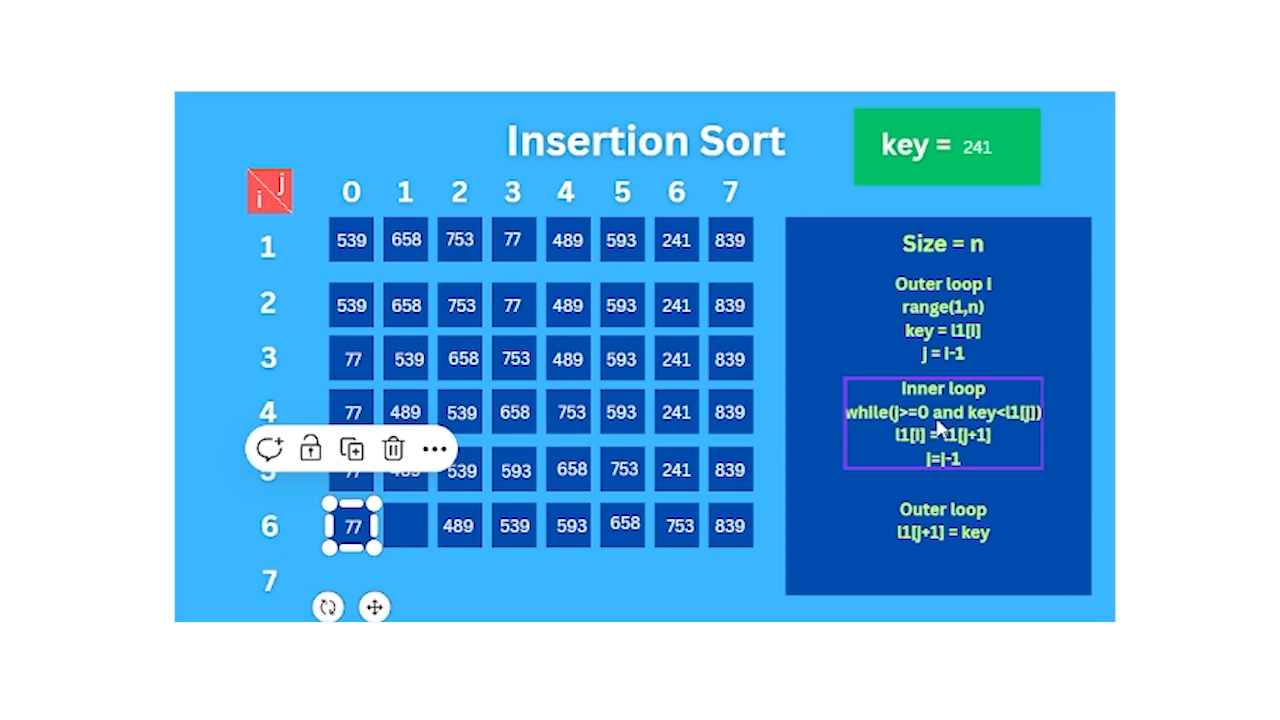 Insertion Sort
key = 241
j
i
0 1 2 3 4 5 6 7
1 539 658 753 77 489 593 241 839
2 539 658 753 77 489 593 241 839
3 77 539 658 753 489 593 241 839
4 77 489 539 658 753 593 241 839
539 593 658 753 241 839
6 77 489 539 593 658 753 839
7
Size = n
Outer loop I
range(1,n)
key = l1[i]
j = i-1
Inner loop
while(j>=0 and key<l1[j])
l1[i] = l1[j+1]
j=j-1
Outer loop
l1[j+1] = key